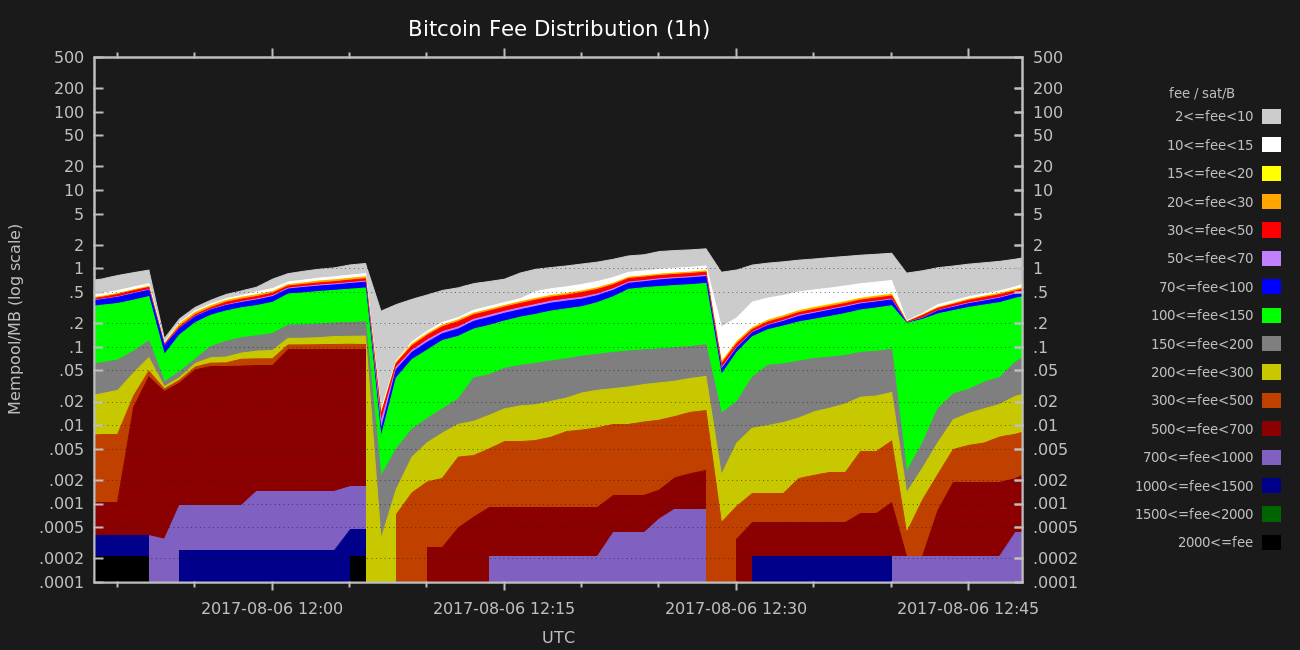 Bitcoin Fee Distribution (1h)
Mempool/MB (log scale)
500
200
100
50
20
10
5
2
1
.5
.2
.1
.05
.02
.01
.005
.002
.001
.0005
.0002
.0001
500
200
100
50
20
10
5
2
1
.5
.2
.1
.05
.02
.01
.005
.002
.001
.0005
.0002
.0001
fee / sat/B
2<=fee<10
10<=fee<15
15<=fee<20
20<=fee<30
30<=fee<50
50<=fee<70
70<=fee<100
100<=fee<150
150<=fee<200
200<=fee<300
300<=fee<500
500<=fee<700
700<=fee<1000
1000<=fee<1500
1500<=fee<2000
2000<=fee
2017-08-06 12:00
2017-08-06 12:15
2017-08-06 12:30
2017-08-06 12:45
UTC